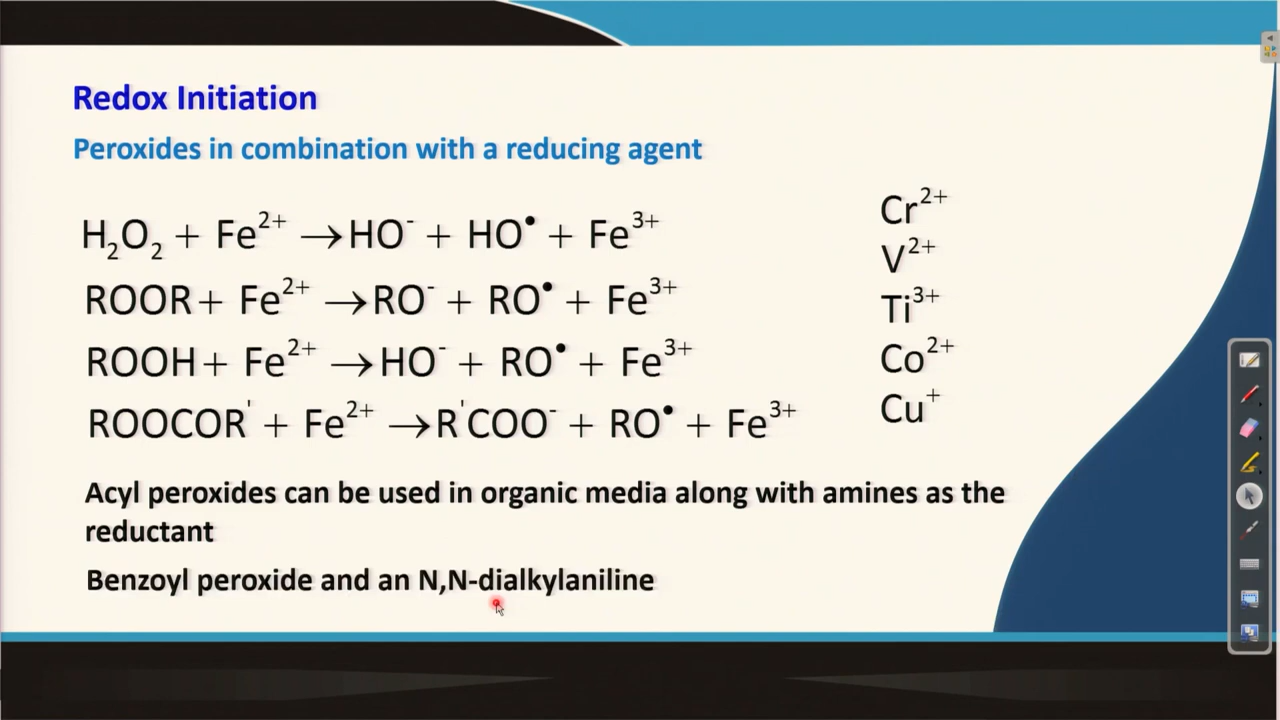 Redox Initiation
Peroxides in combination with a reducing agent
H₂O₂ + Fe²⁺ → HO⁻ + HO• + Fe³⁺
ROOR + Fe²⁺ → RO⁻ + RO• + Fe³⁺
ROOH + Fe²⁺ → HO⁻ + RO• + Fe³⁺
ROOCOR' + Fe²⁺ → R'COO⁻ + RO• + Fe³⁺
Cr²⁺
V²⁺
Ti³⁺
Co²⁺
Cu⁺
Acyl peroxides can be used in organic media along with amines as the
reductant
Benzoyl peroxide and an N,N-dialkylaniline